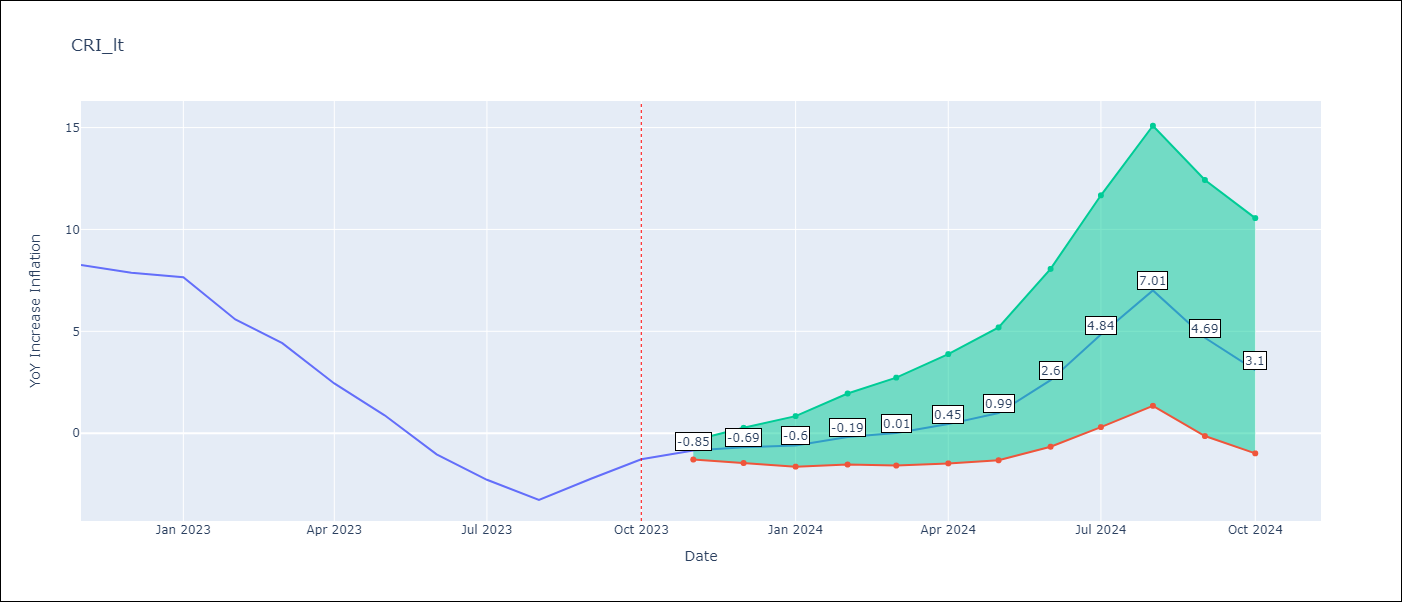 CRI_lt
YoY Increase Inflation
15
10
5
0
-0.85
-0.69
-0.6
-0.19
0.01
0.45
0.99
2.6
4.84
7.01
4.69
3.1
Jan 2023
Apr 2023
Jul 2023
Oct 2023
Jan 2024
Apr 2024
Jul 2024
Oct 2024
Date